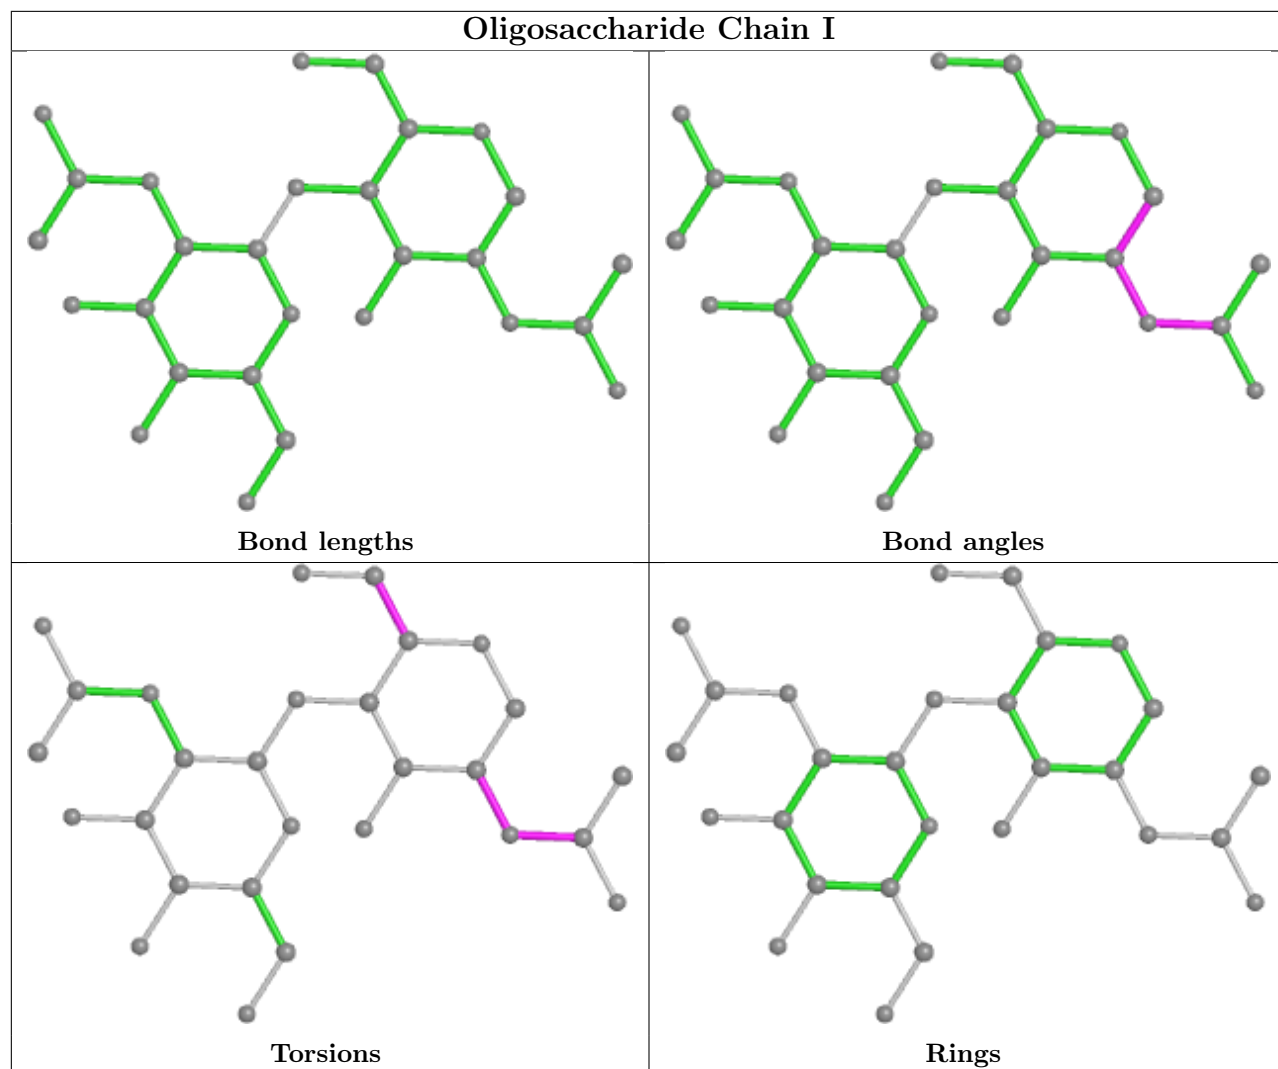 Oligosaccharide Chain I
Bond lengths
Bond angles
Torsions
Rings